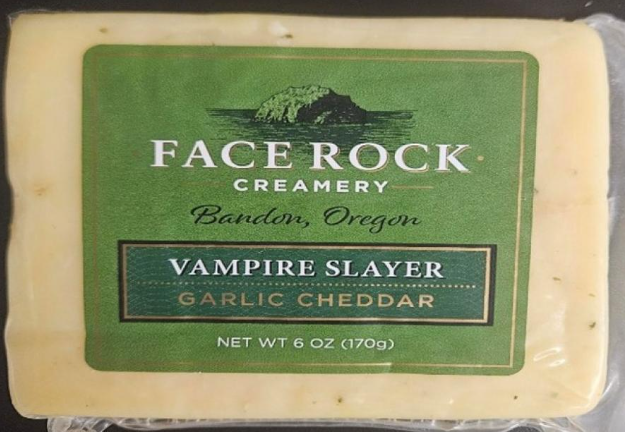 FACE ROCK
CREAMERY
Bandon, Oregon
VAMPIRE SLAYER
GARLIC CHEDDAR
NET WT 6 OZ (170g)